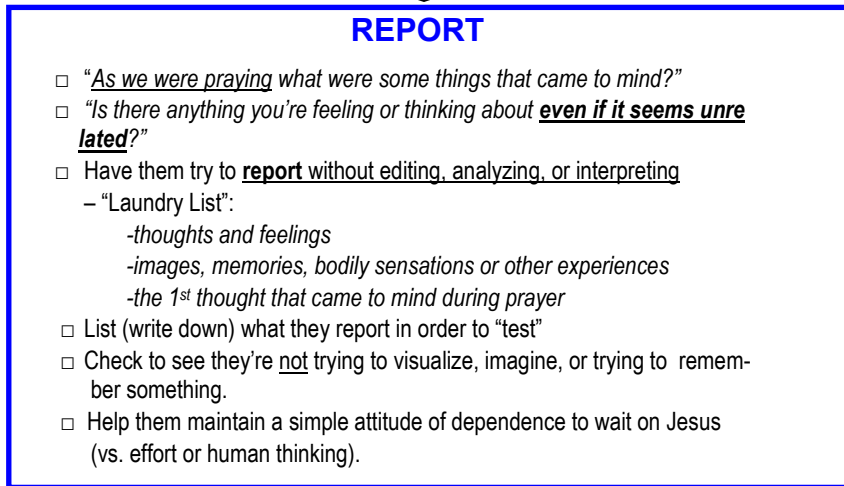 REPORT
□ “As we were praying what were some things that came to mind?”
□ “Is there anything you’re feeling or thinking about even if it seems unre
lated?”
□ Have them try to report without editing, analyzing, or interpreting
– “Laundry List”:
-thoughts and feelings
-images, memories, bodily sensations or other experiences
-the 1st thought that came to mind during prayer
□ List (write down) what they report in order to “test”
□ Check to see they’re not trying to visualize, imagine, or trying to remem-
ber something.
□ Help them maintain a simple attitude of dependence to wait on Jesus
(vs. effort or human thinking).